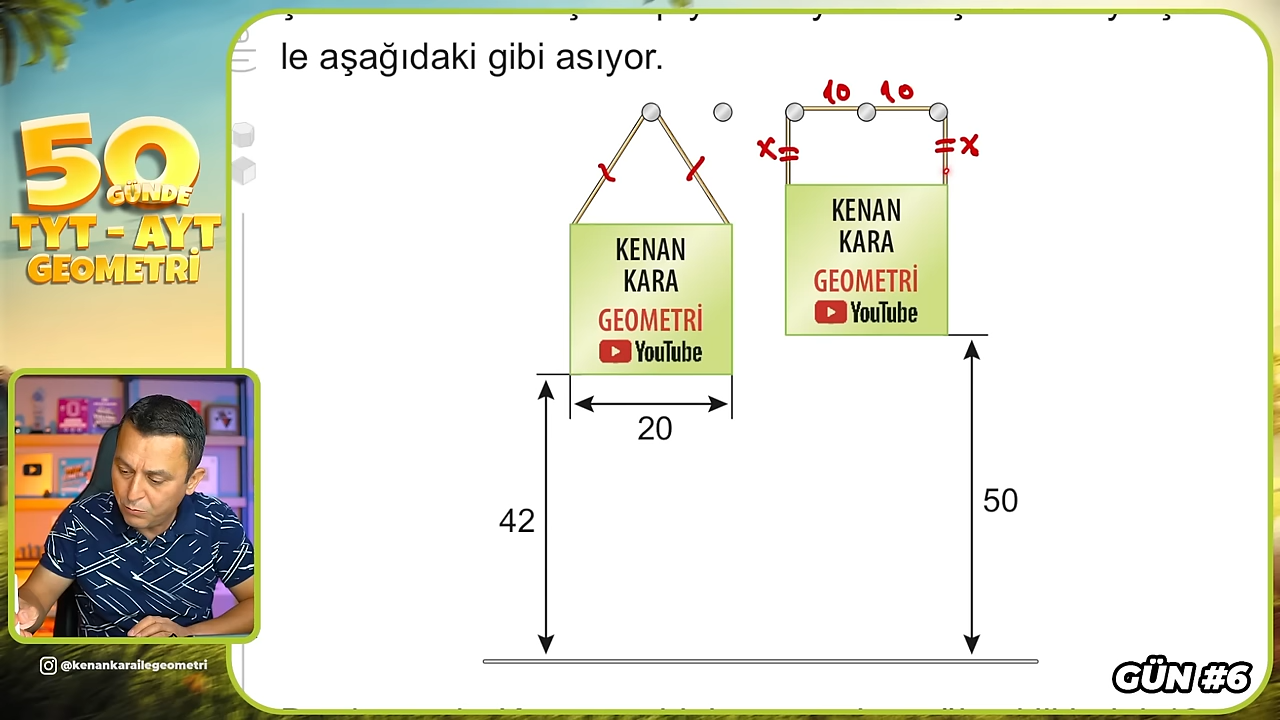 le aşağıdaki gibi asıyor.
10 10
x x
KENAN
KARA
GEOMETRİ
YouTube
KENAN
KARA
GEOMETRİ
YouTube
20
42
50
50
GÜNDE
TYT - AYT
GEOMETRİ
@kenankarailegeometri
GÜN #6